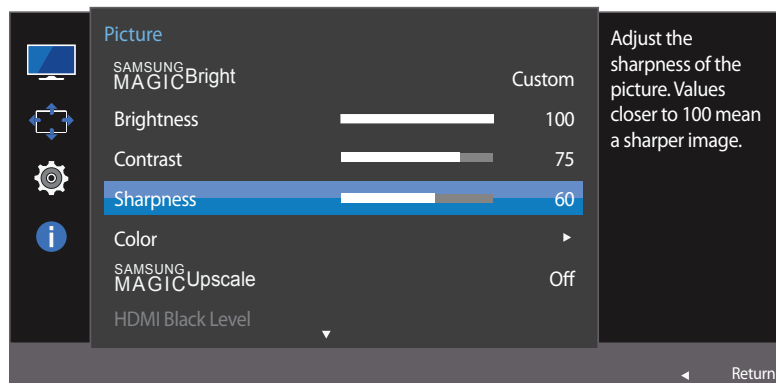 Picture
SAMSUNG
MAGICBright Custom
Brightness 100
Contrast 75
Sharpness 60
Color
SAMSUNG
MAGICUpscale Off
HDMI Black Level
Adjust the
sharpness of the
picture. Values
closer to 100 mean
a sharper image.
Return